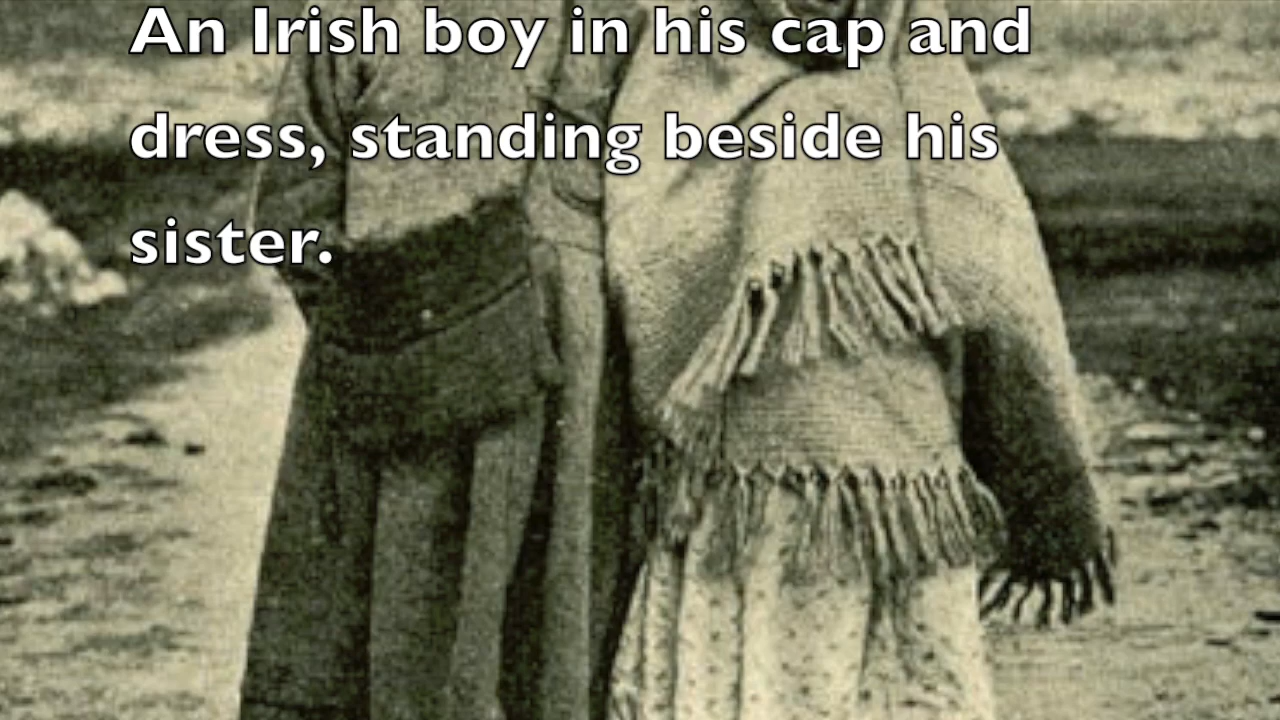 An Irish boy in his cap and
dress, standing beside his
sister.